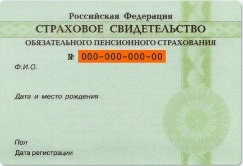 Российская Федерация
СТРАХОВОЕ СВИДЕТЕЛЬСТВО
ОБЯЗАТЕЛЬНОГО ПЕНСИОННОГО СТРАХОВАНИЯ
№ 000-000-000-00
Ф.И.О.
Дата и место рождения
Пол
Дата регистрации